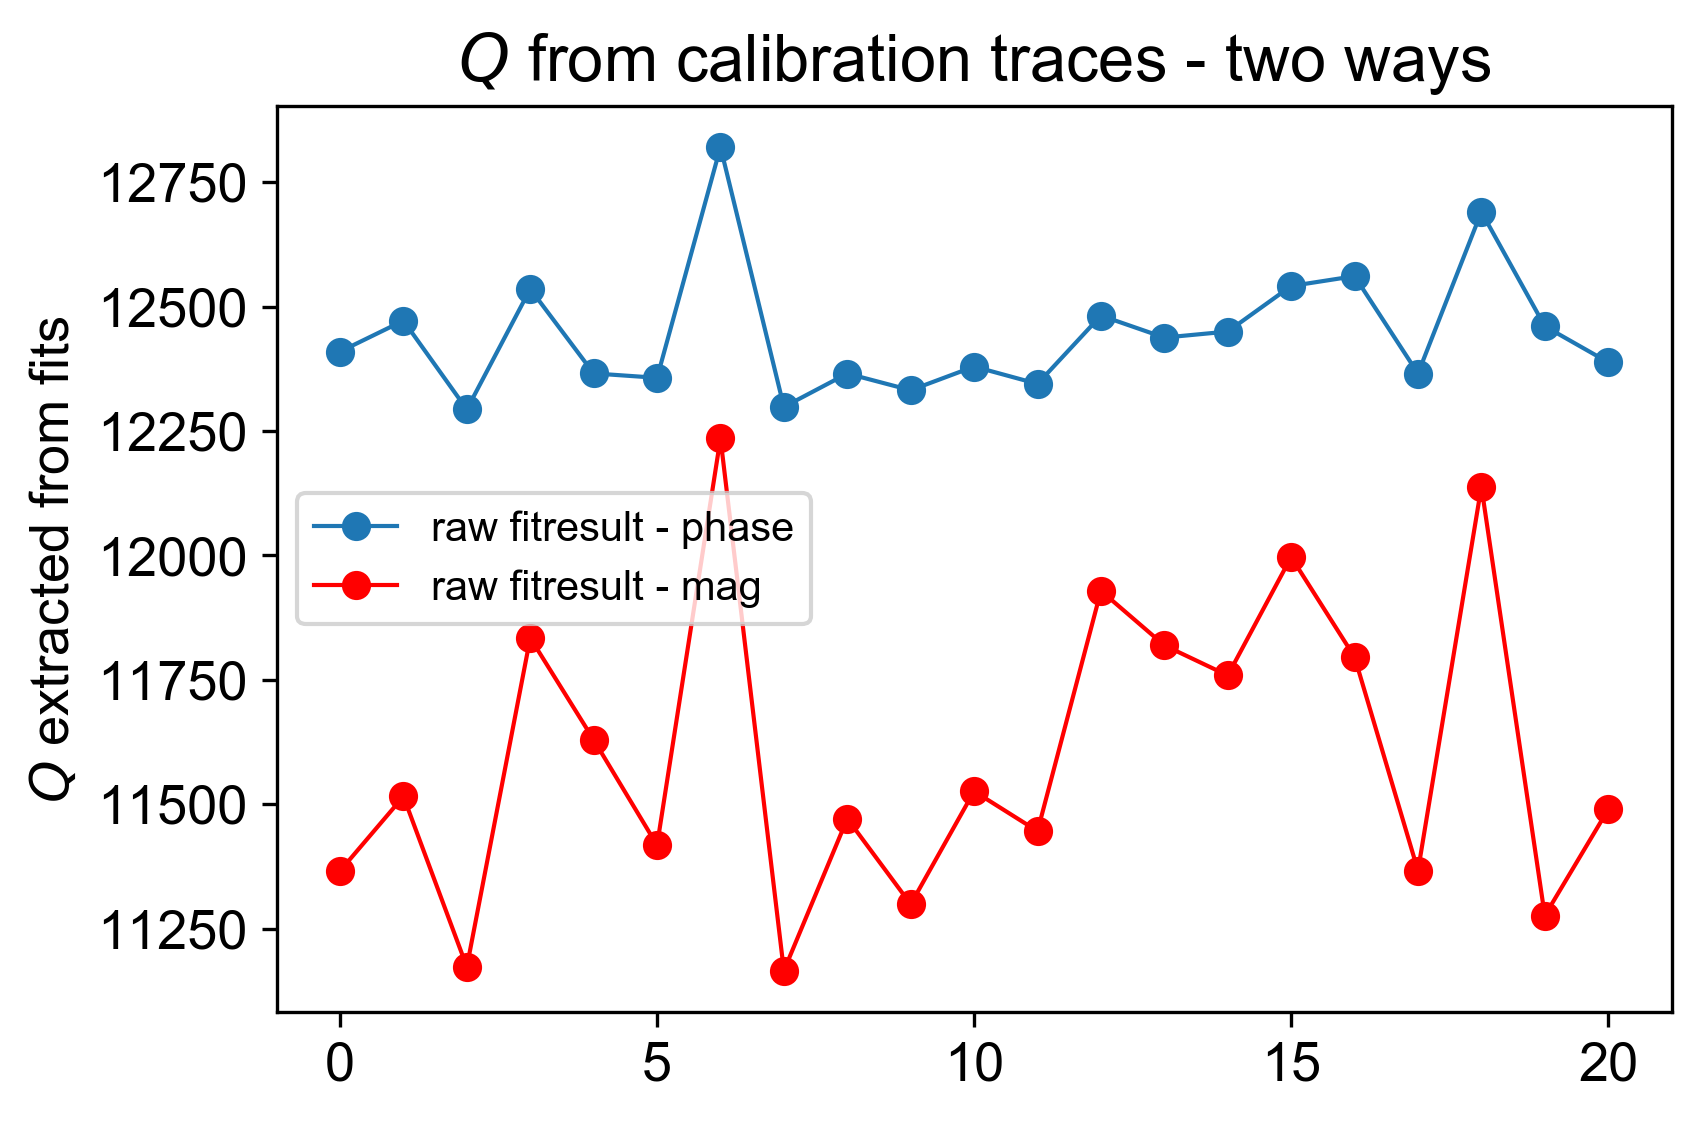 Q from calibration traces - two ways
Q extracted from fits
12750
12500
12250
12000
11750
11500
11250
raw fitresult - phase
raw fitresult - mag
0 5 10 15 20